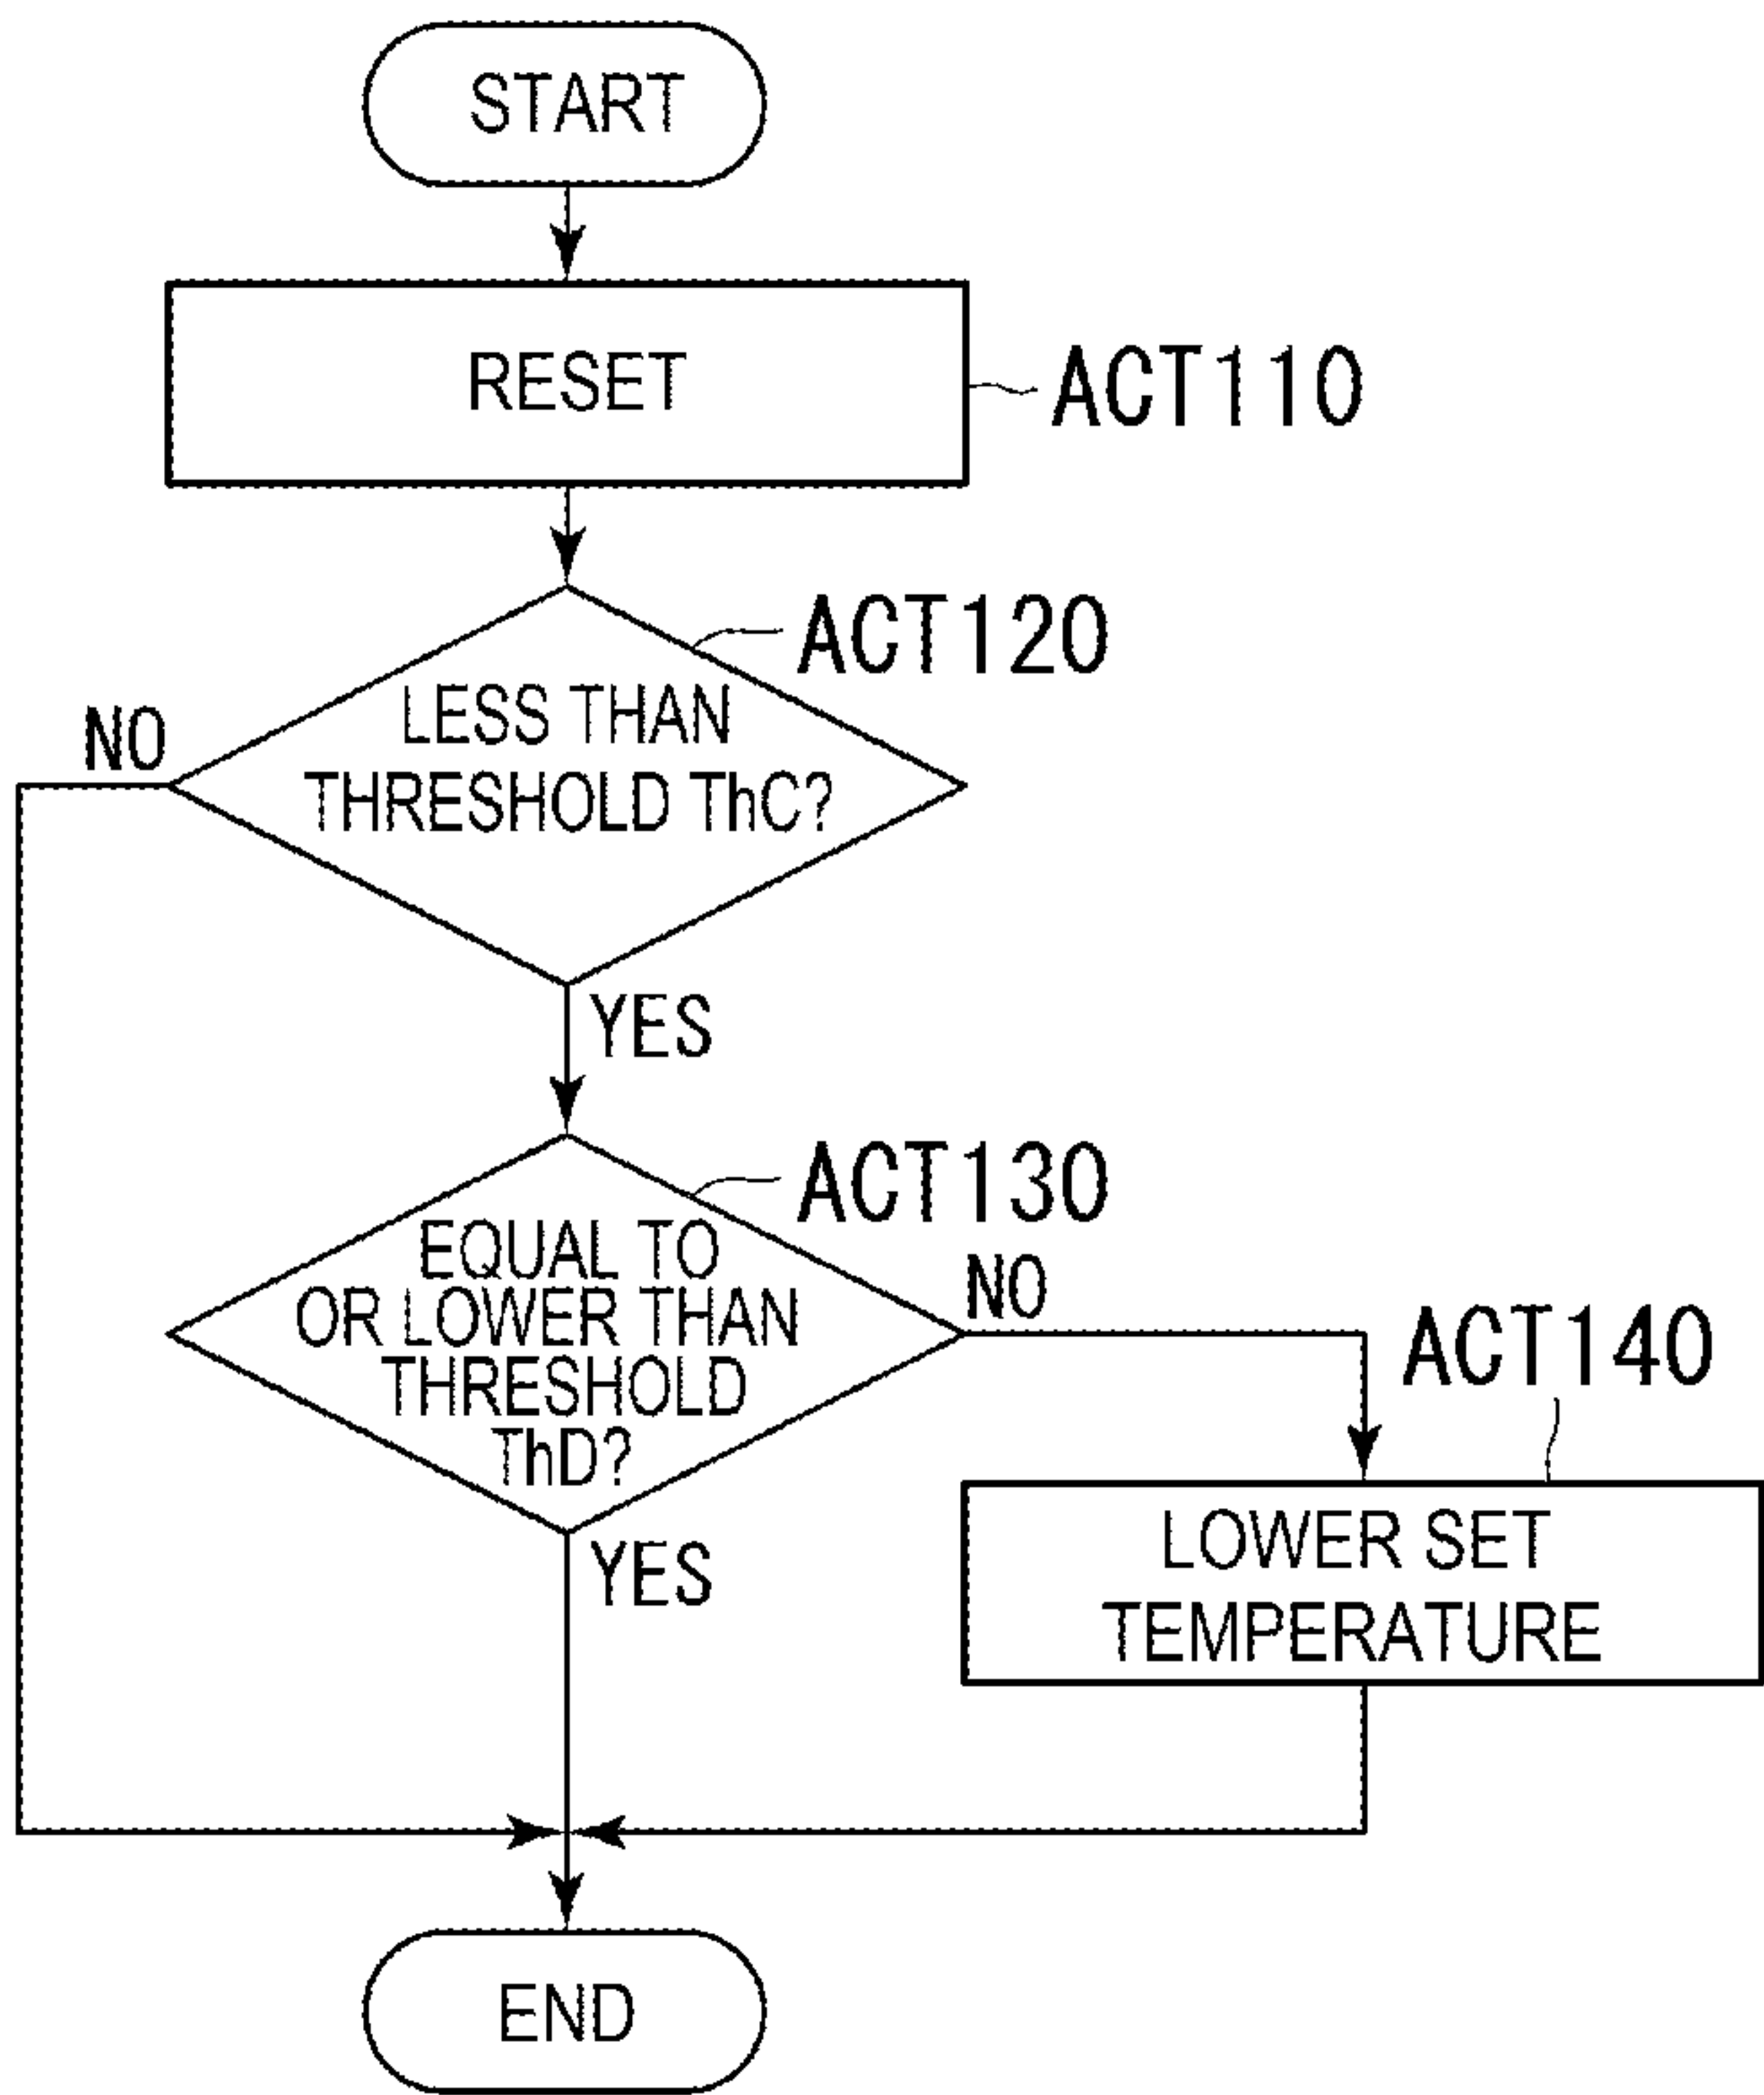 START
RESET
ACT110
ACT120
LESS THAN
THRESHOLD ThC?
NO
YES
ACT130
EQUAL TO
OR LOWER THAN
THRESHOLD
ThD?
NO
ACT140
LOWER SET
TEMPERATURE
YES
END